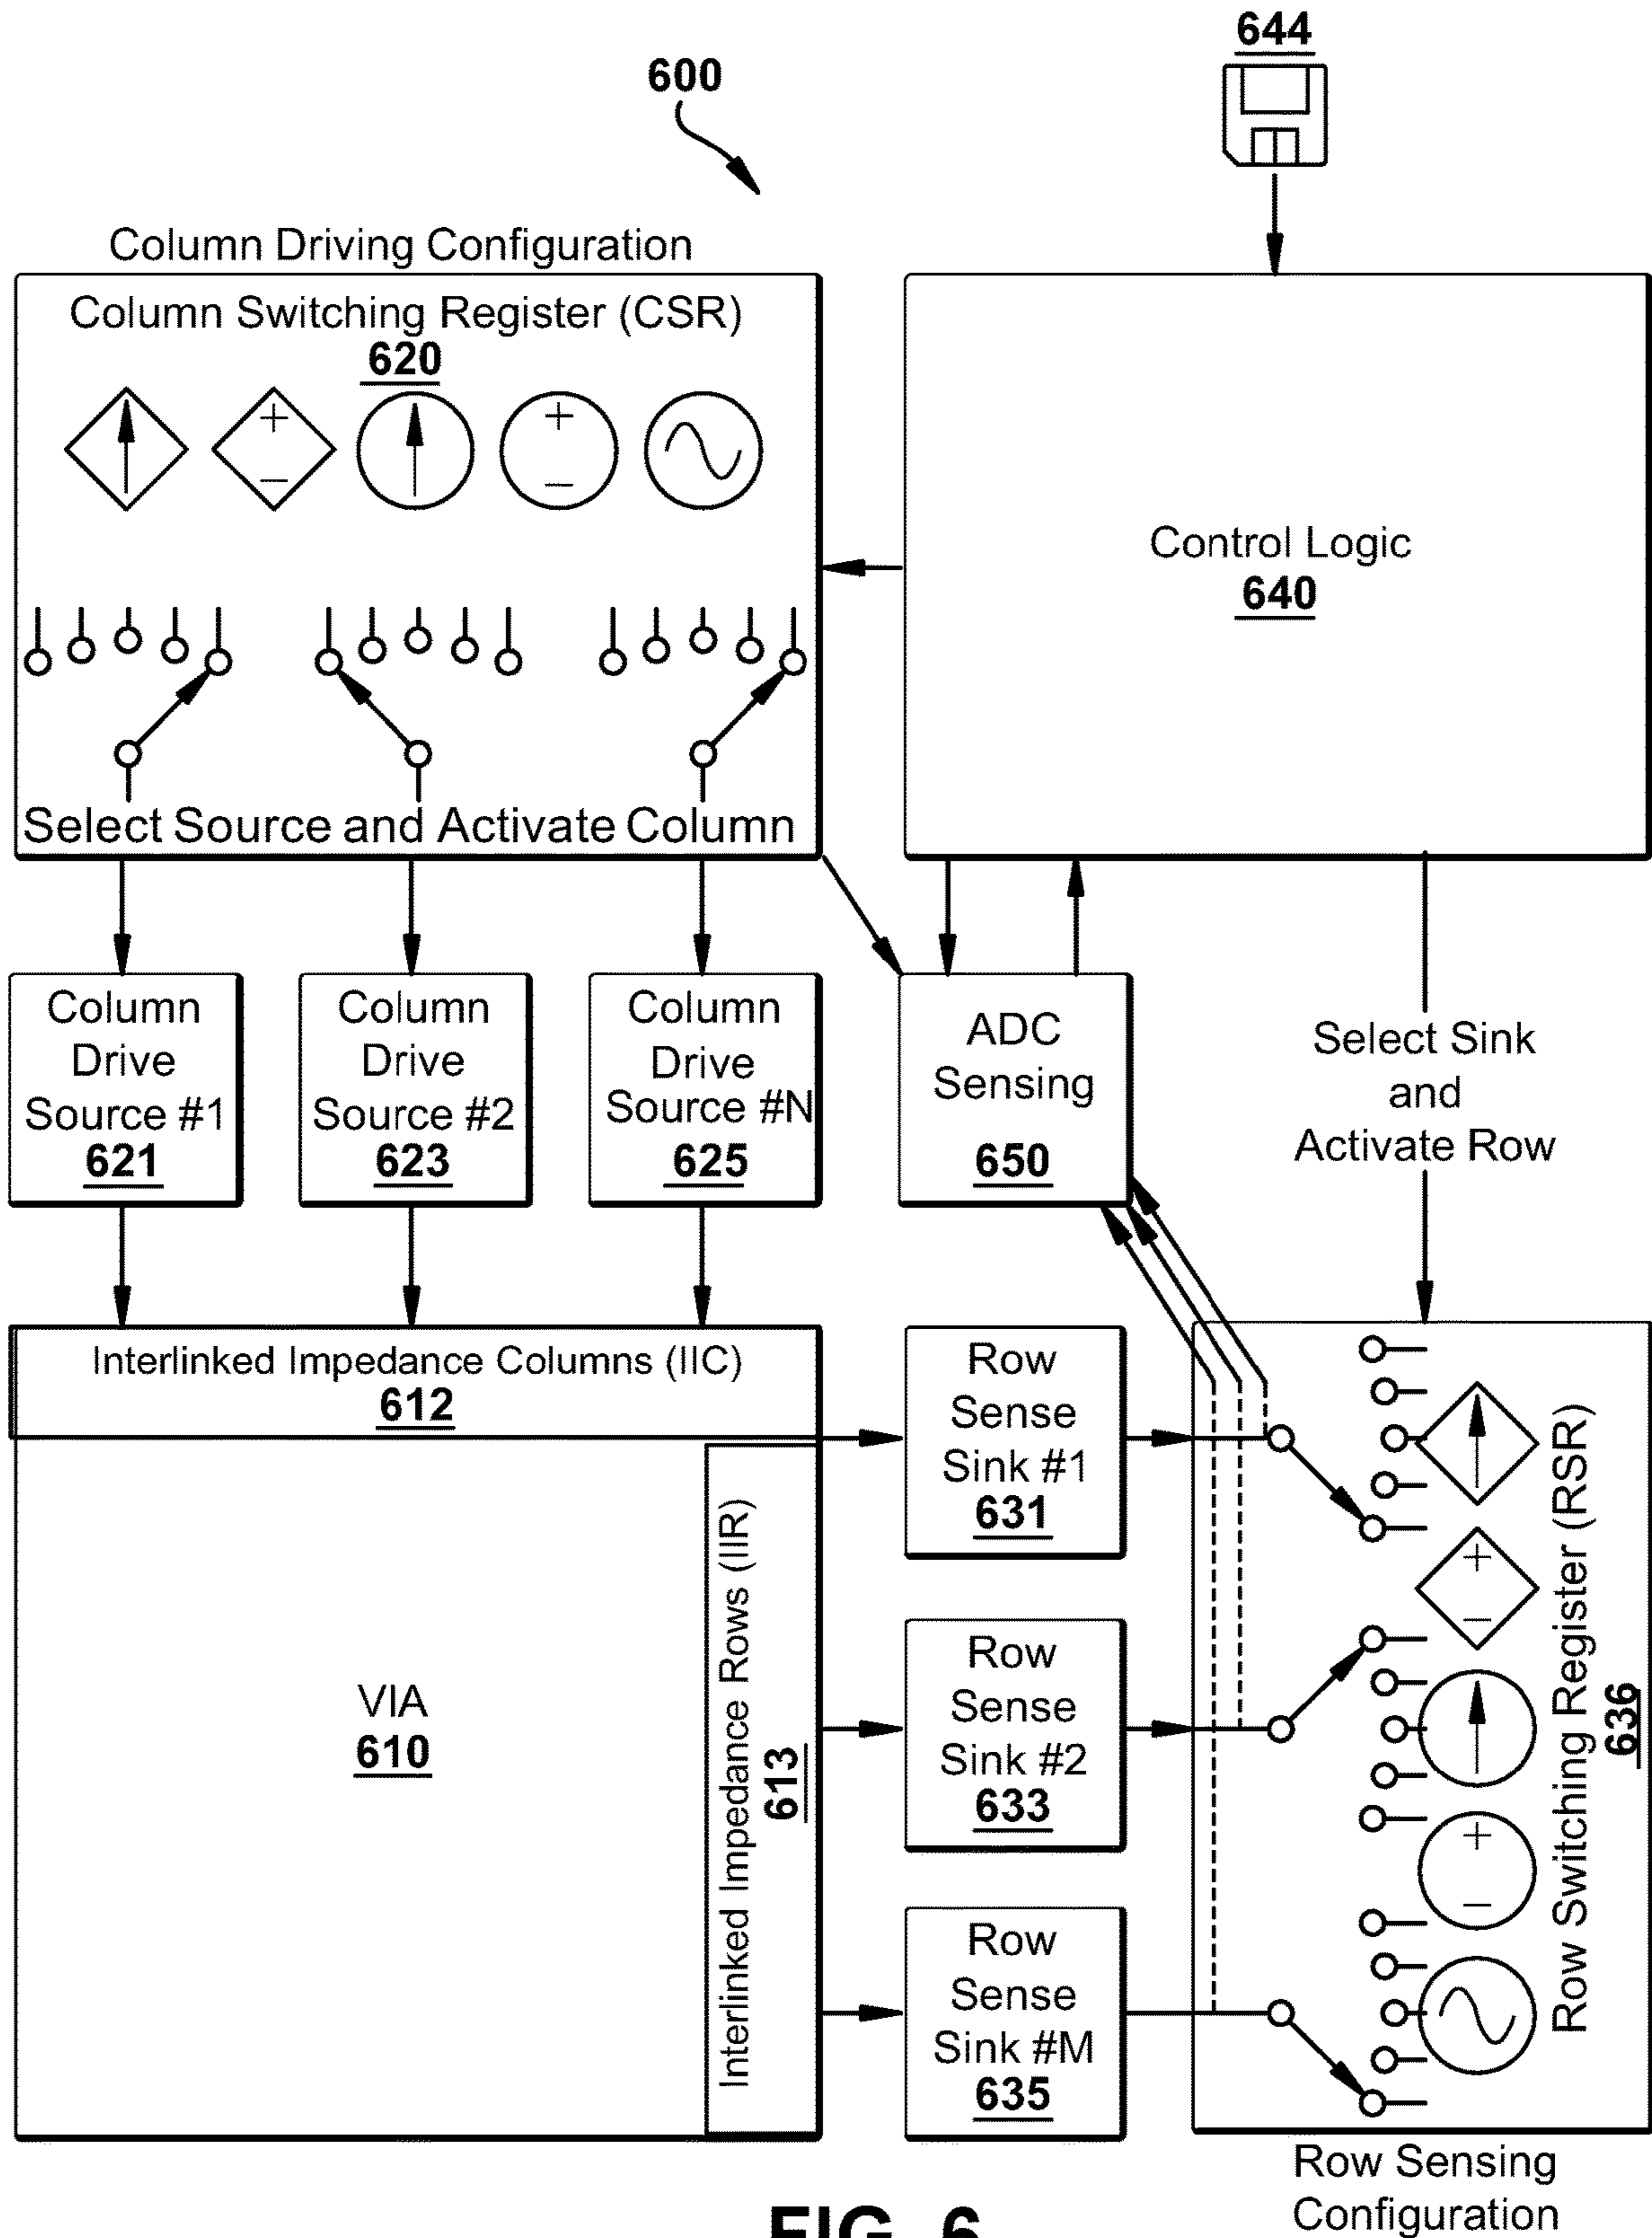 644
600
Column Driving Configuration
Column Switching Register (CSR)
620
+
−
+
−
Select Source and Activate Column
Control Logic
640
Column
Drive
Source #1
621
Column
Drive
Source #2
623
Column
Drive
Source #N
625
ADC
Sensing
650
Select Sink
and
Activate Row
Interlinked Impedance Columns (IIC)
612
VIA
610
Interlinked Impedance Rows (IIR)
613
Row
Sense
Sink #1
631
Row
Sense
Sink #2
633
Row
Sense
Sink #M
635
+
−
+
−
Row Switching Register (RSR)
636
Row Sensing
Configuration
FIG. 6